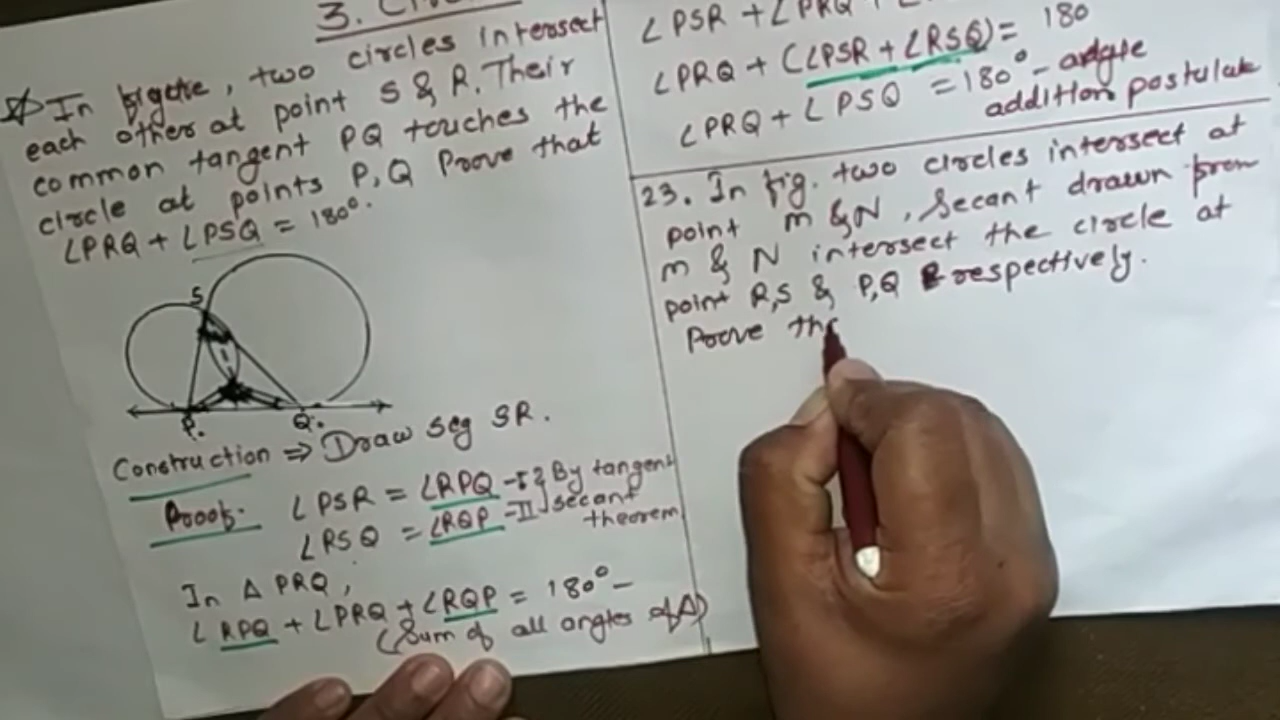 3.
In figure, two circles intersect
each other at point S & R. Their
common tangent PQ touches the
circle at points P, Q Prove that
∠PRQ + ∠PSQ = 180°.
S
P. Q.
Construction ⇒ Draw seg SR.
Proof:- ∠PSR = ∠RPQ - I } By tangent
∠RSQ = ∠RQP - II secant
theorem
In △ PRQ,
∠RPQ + ∠PRQ + ∠RQP = 180° -
(Sum of all angles of △)
∠PSR + ∠PRQ +
∠PRQ + (∠PSR + ∠RSQ) = 180
∠PRQ + ∠PSQ = 180° - angle
addition postulate
23. In fig. two circles intersect at
point m & N, Secant drawn from
m & N intersect the circle at
point R,S & P,Q respectively.
Prove tha